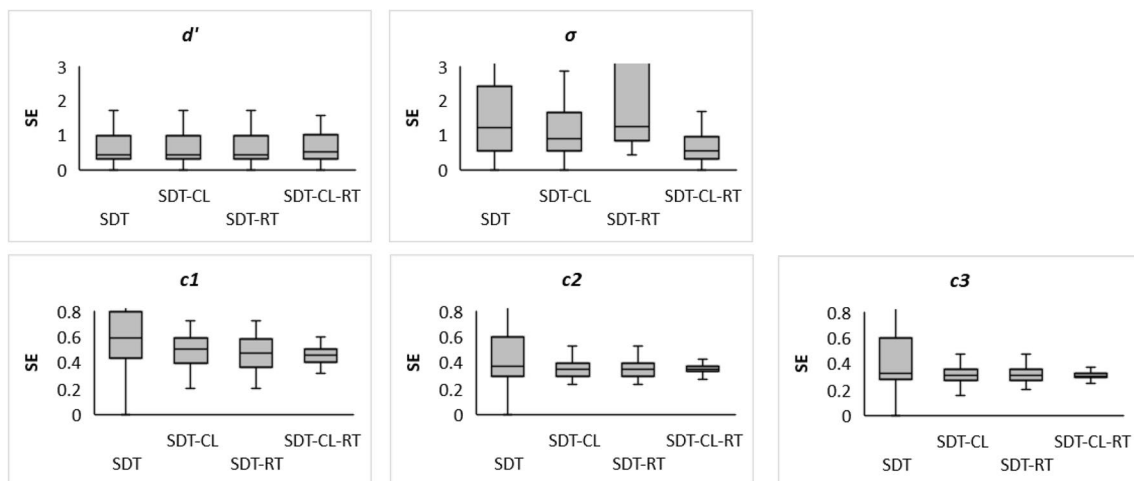 d'
SE
3
2
1
0
SDT-CL SDT-CL-RT
SDT SDT-RT
σ
SE
3
2
1
0
SDT-CL SDT-CL-RT
SDT SDT-RT
c1
SE
0.8
0.6
0.4
0.2
0
SDT-CL SDT-CL-RT
SDT SDT-RT
c2
SE
0.8
0.6
0.4
0.2
0
SDT-CL SDT-CL-RT
SDT SDT-RT
c3
SE
0.8
0.6
0.4
0.2
0
SDT-CL SDT-CL-RT
SDT SDT-RT